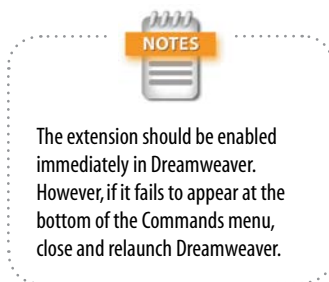 NOTES
The extension should be enabled
immediately in Dreamweaver.
However, if it fails to appear at the
bottom of the Commands menu,
close and relaunch Dreamweaver.